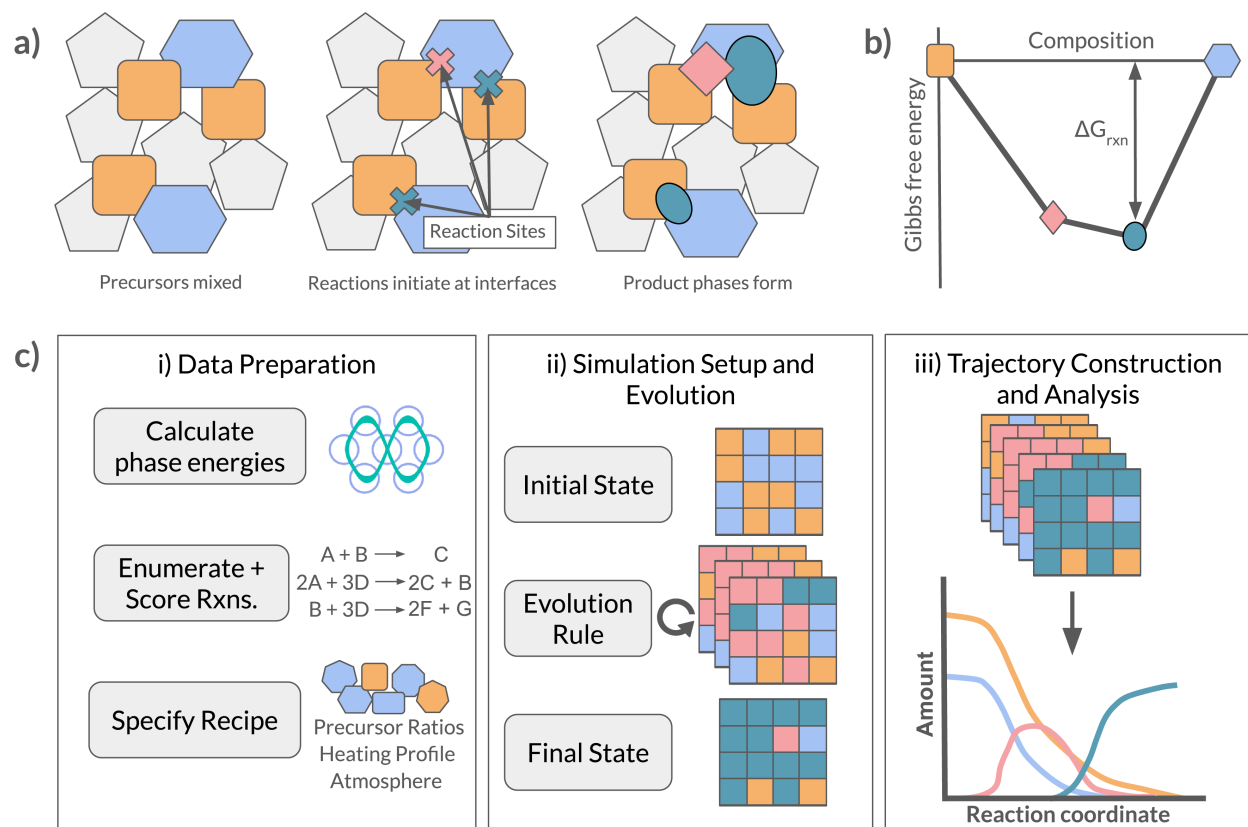 a)
Reaction Sites
Precursors mixed
Reactions initiate at interfaces
Product phases form
b)
Composition
Gibbs free energy
ΔG_rxn
c)
i) Data Preparation
Calculate
phase energies
Enumerate +
Score Rxns.
A + B → C
2A + 3D → 2C + B
B + 3D → 2F + G
Specify Recipe
Precursor Ratios
Heating Profile
Atmosphere
ii) Simulation Setup and
Evolution
Initial State
Evolution
Rule
Final State
iii) Trajectory Construction
and Analysis
Amount
Reaction coordinate